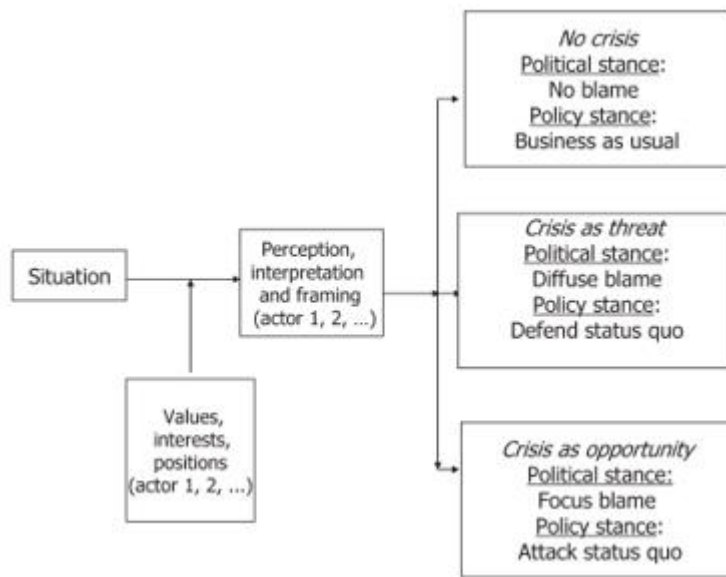 No crisis
Political stance:
No blame
Policy stance:
Business as usual
Situation
Perception,
interpretation
and framing
(actor 1, 2, ...)
Values,
interests,
positions
(actor 1, 2, ...)
Crisis as threat
Political stance:
Diffuse blame
Policy stance:
Defend status quo
Crisis as opportunity
Political stance:
Focus blame
Policy stance:
Attack status quo